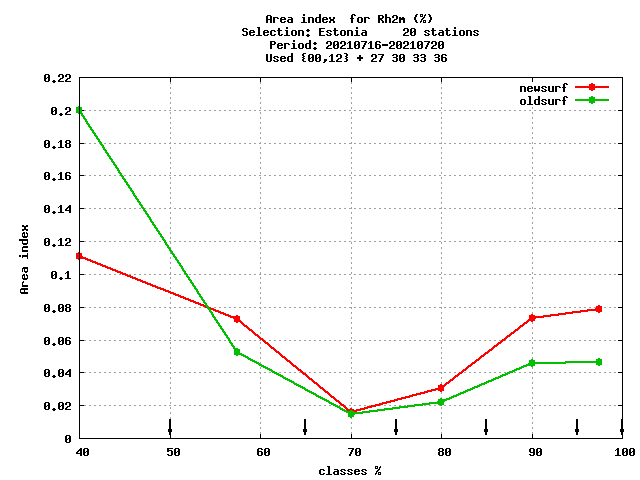 Area index  for Rh2m (%)
Selection: Estonia     20 stations
Period: 20210716-20210720
Used {00,12} + 27 30 33 36
newsurf
oldsurf
0.22
0.2
0.18
0.16
0.14
0.12
0.1
0.08
0.06
0.04
0.02
0
Area index
40 50 60 70 80 90 100
classes %